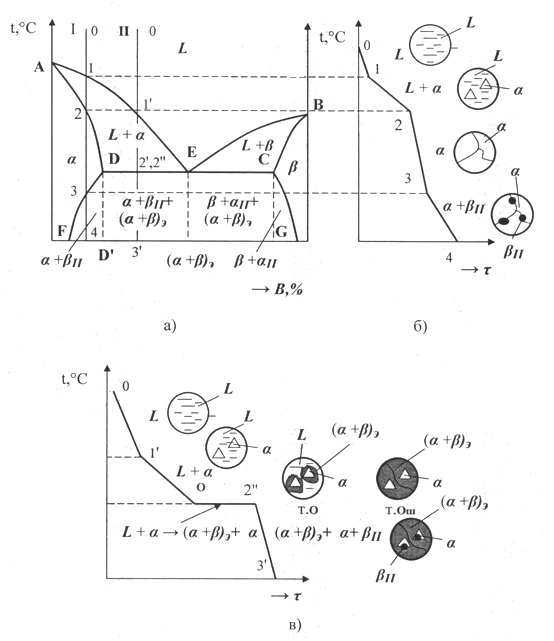 t,°C
I 0 II 0
L
A
1
2
1'
B
L + α
E
L + β
α
D
2',2"
C
β
3
α + βII +
(α + β)э
β + αII +
(α + β)э
F
4
G
α + βII
D'
3'
(α + β)э
β + αII
→ B,%
а)
t,°C
0
L
L
1
L
L + α
α
2
α
α
3
α
α + βII
4
βII
→ τ
б)
t,°C
0
L
L
L
1'
α
L + α
О
2"
L
(α + β)э
α
т.О
(α + β)э
α
т.Ош
L + α → (α + β)э + α
(α + β)э + α + βII
(α + β)э
α
βII
3'
→ τ
в)